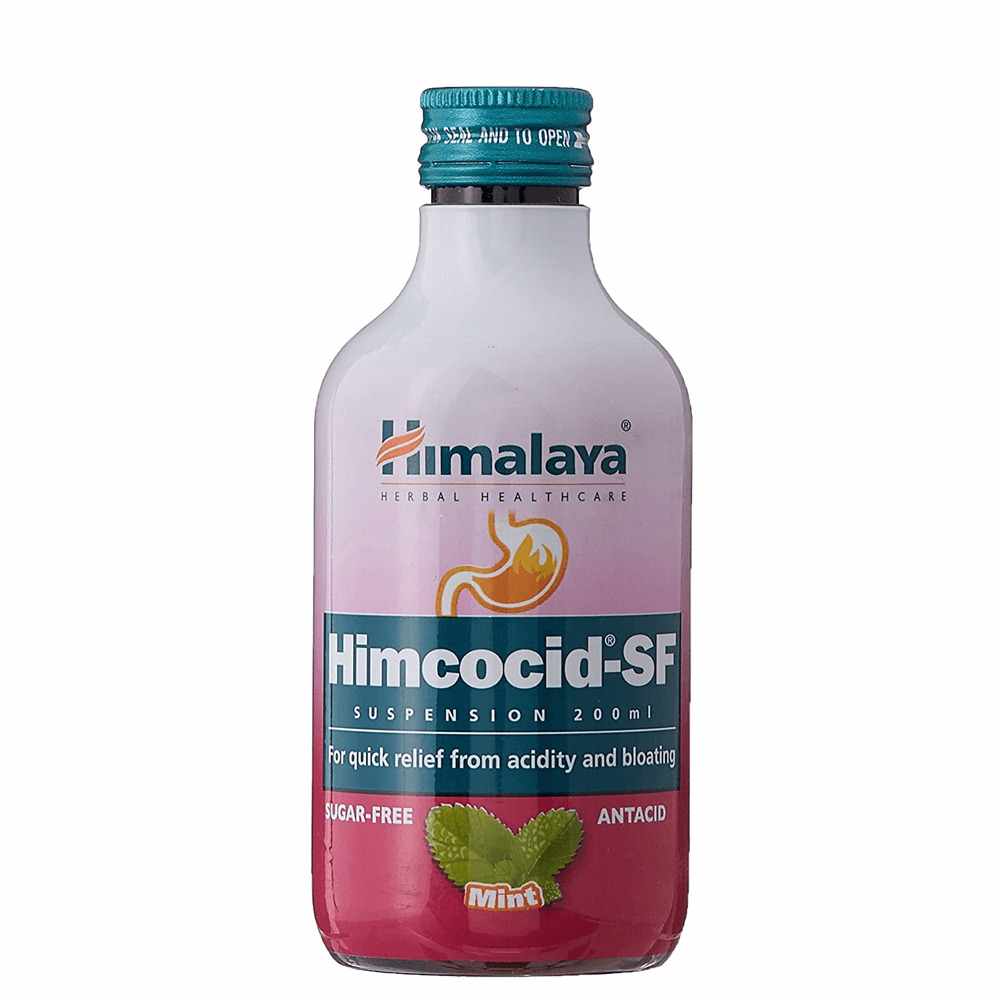 SEAL AND TO OPEN
Himalaya®
HERBAL HEALTHCARE
Himcocid®-SF
SUSPENSION 200ml
For quick relief from acidity and bloating
SUGAR-FREE
ANTACID
Mint